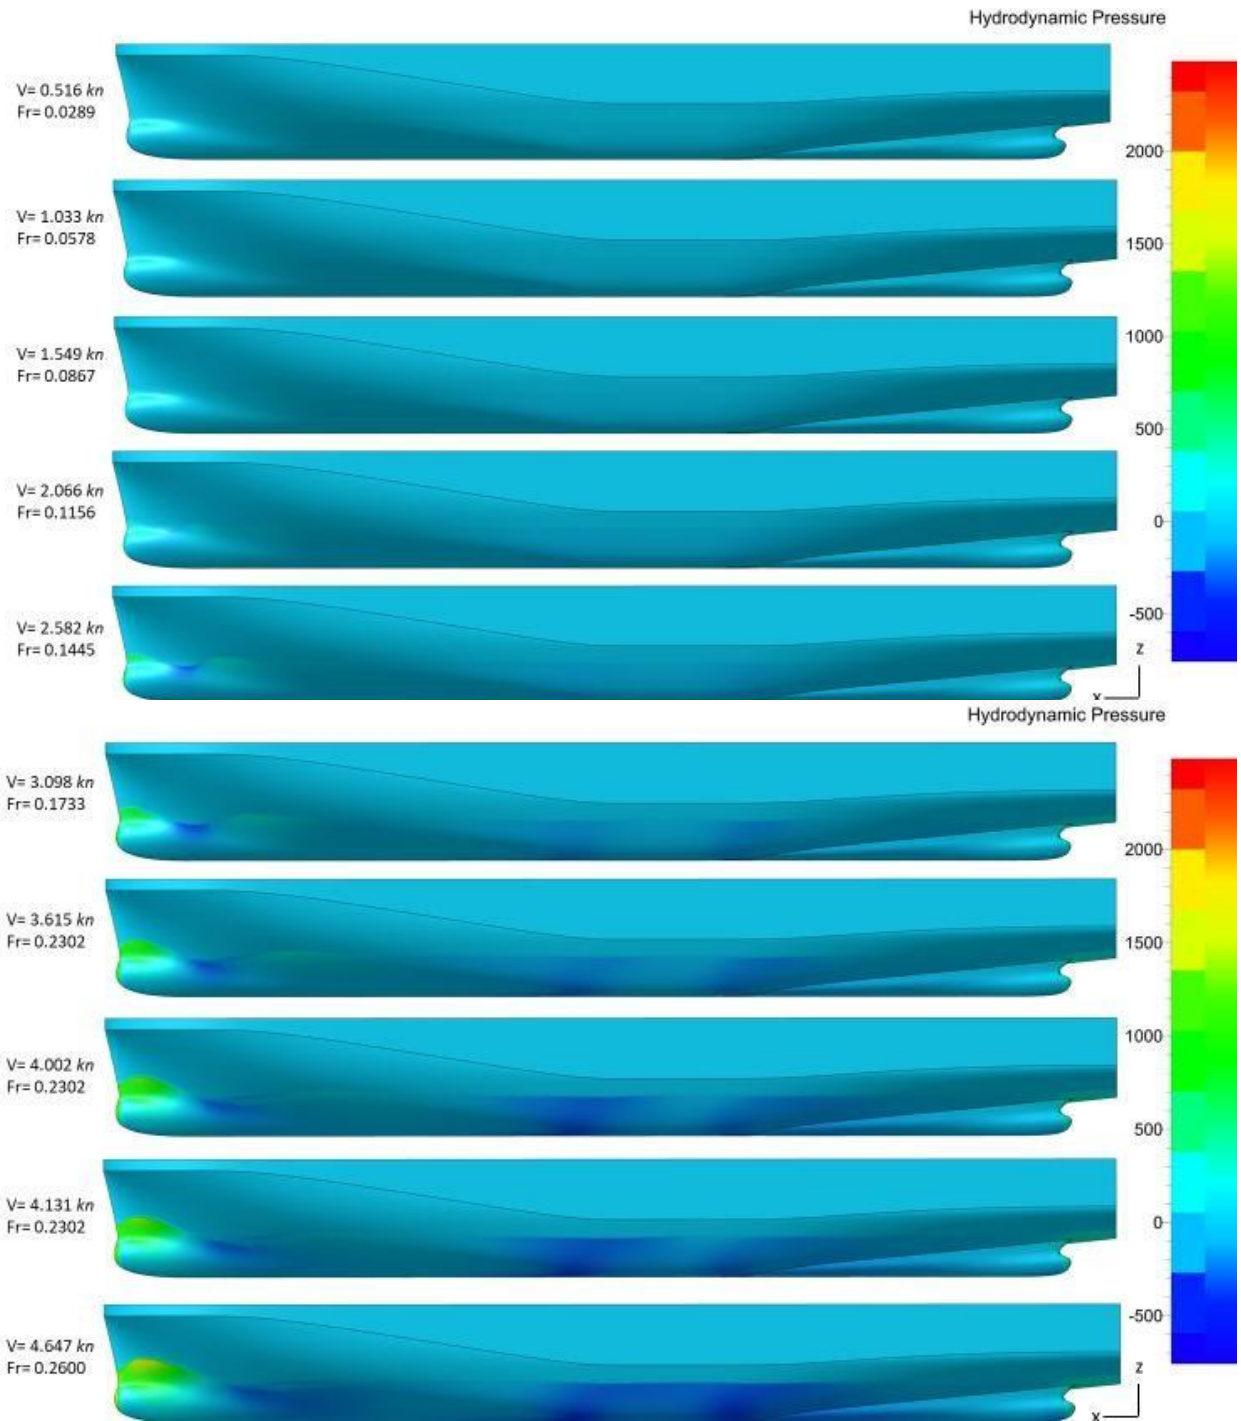 Hydrodynamic Pressure
V= 0.516 kn
Fr= 0.0289
2000
V= 1.033 kn
Fr= 0.0578
1500
V= 1.549 kn
Fr= 0.0867
1000
500
V= 2.066 kn
Fr= 0.1156
0
V= 2.582 kn
Fr= 0.1445
-500
z
x
Hydrodynamic Pressure
V= 3.098 kn
Fr= 0.1733
2000
V= 3.615 kn
Fr= 0.2302
1500
V= 4.002 kn
Fr= 0.2302
1000
500
V= 4.131 kn
Fr= 0.2302
0
V= 4.647 kn
Fr= 0.2600
-500
z
x